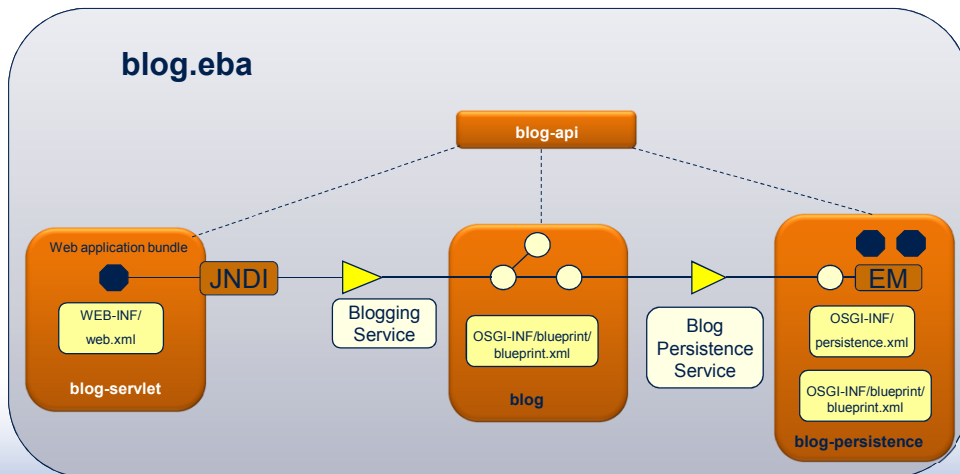 blog.eba
blog-api
Web application bundle
JNDI
WEB-INF/
web.xml
blog-servlet
Blogging
Service
OSGI-INF/blueprint/
blueprint.xml
blog
Blog
Persistence
Service
EM
OSGI-INF/
persistence.xml
OSGI-INF/blueprint/
blueprint.xml
blog-persistence